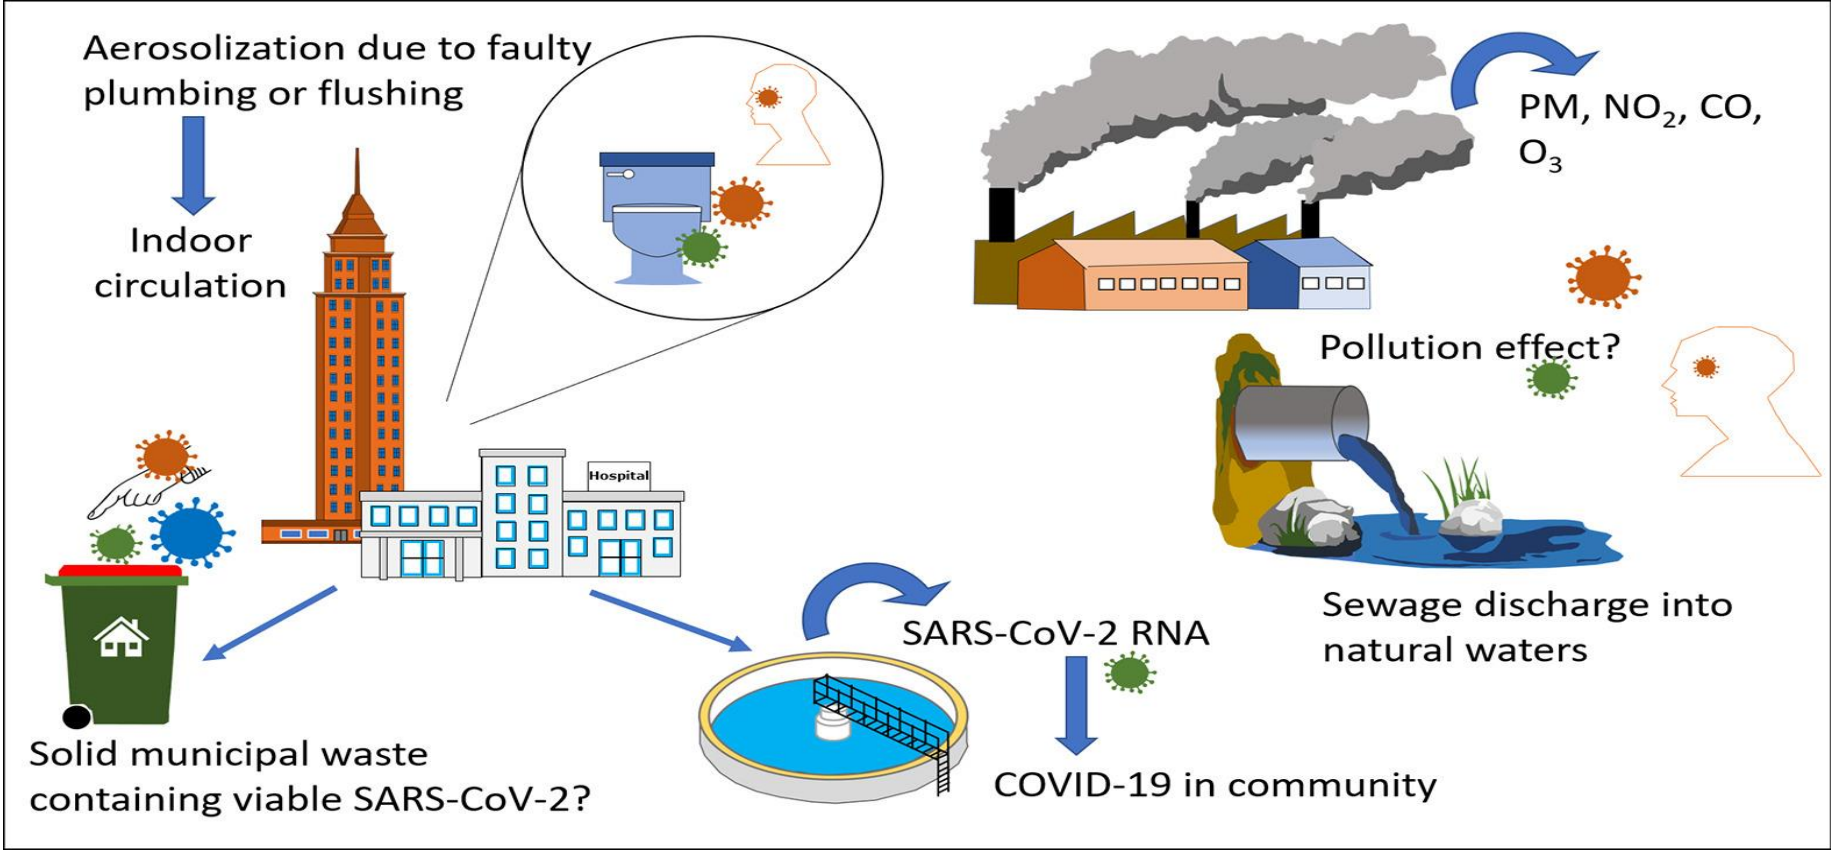 Aerosolization due to faulty
plumbing or flushing
Indoor
circulation
Hospital
PM, NO₂, CO,
O₃
Pollution effect?
Sewage discharge into
natural waters
SARS-CoV-2 RNA
COVID-19 in community
Solid municipal waste
containing viable SARS-CoV-2?